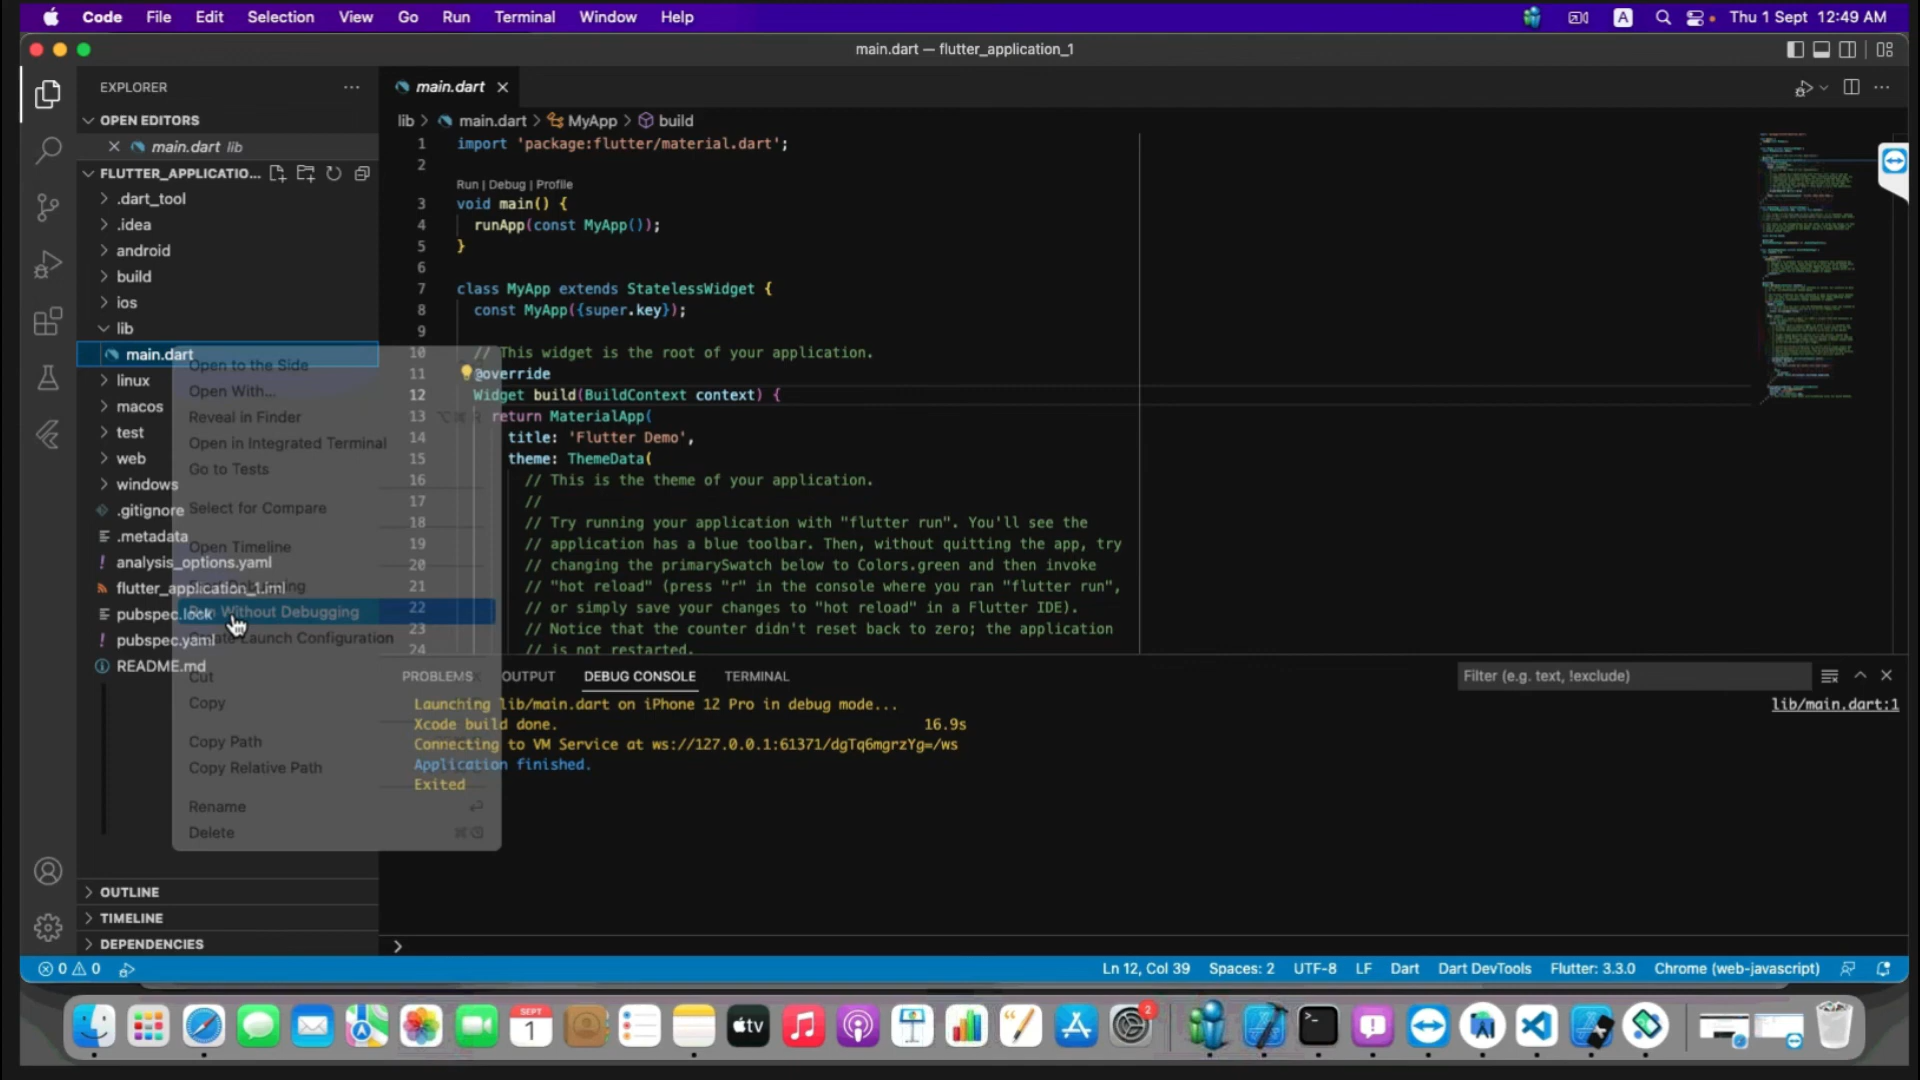 Code File Edit Selection View Go Run Terminal Window Help
A Thu 1 Sept 12:49 AM
main.dart — flutter_application_1
EXPLORER
OPEN EDITORS
main.dart lib
FLUTTER_APPLICATIO...
.dart_tool
.idea
android
build
ios
lib
main.dart
linux
macos
test
web
windows
.gitignore
.metadata
analysis_options.yaml
flutter_application_1.iml
pubspec.lock
pubspec.yaml
README.md
OUTLINE
TIMELINE
DEPENDENCIES
Open to the Side
Open With...
Reveal in Finder
Open in Integrated Terminal
Go to Tests
Select for Compare
Open Timeline
Without Debugging
Launch Configuration
Cut
Copy
Copy Path
Copy Relative Path
Rename
Delete
main.dart
lib > main.dart > MyApp > build
1 import 'package:flutter/material.dart';
2
Run | Debug | Profile
3 void main() {
4 runApp(const MyApp());
5 }
6
7 class MyApp extends StatelessWidget {
8 const MyApp({super.key});
9
10 // This widget is the root of your application.
11 @override
12 Widget build(BuildContext context) {
13 return MaterialApp(
14 title: 'Flutter Demo',
15 theme: ThemeData(
16 // This is the theme of your application.
17 //
18 // Try running your application with "flutter run". You'll see the
19 // application has a blue toolbar. Then, without quitting the app, try
20 // changing the primarySwatch below to Colors.green and then invoke
21 // "hot reload" (press "r" in the console where you ran "flutter run",
22 // or simply save your changes to "hot reload" in a Flutter IDE).
23 // Notice that the counter didn't reset back to zero; the application
24 // is not restarted.
PROBLEMS OUTPUT DEBUG CONSOLE TERMINAL
Filter (e.g. text, !exclude)
Launching lib/main.dart on iPhone 12 Pro in debug mode...
lib/main.dart:1
Xcode build done. 16.9s
Connecting to VM Service at ws://127.0.0.1:61371/dgTq6mgrzYg=/ws
Application finished.
Exited
0 0
Ln 12, Col 39 Spaces: 2 UTF-8 LF Dart Dart DevTools Flutter: 3.3.0 Chrome (web-javascript)
SEPT
1
tv
2